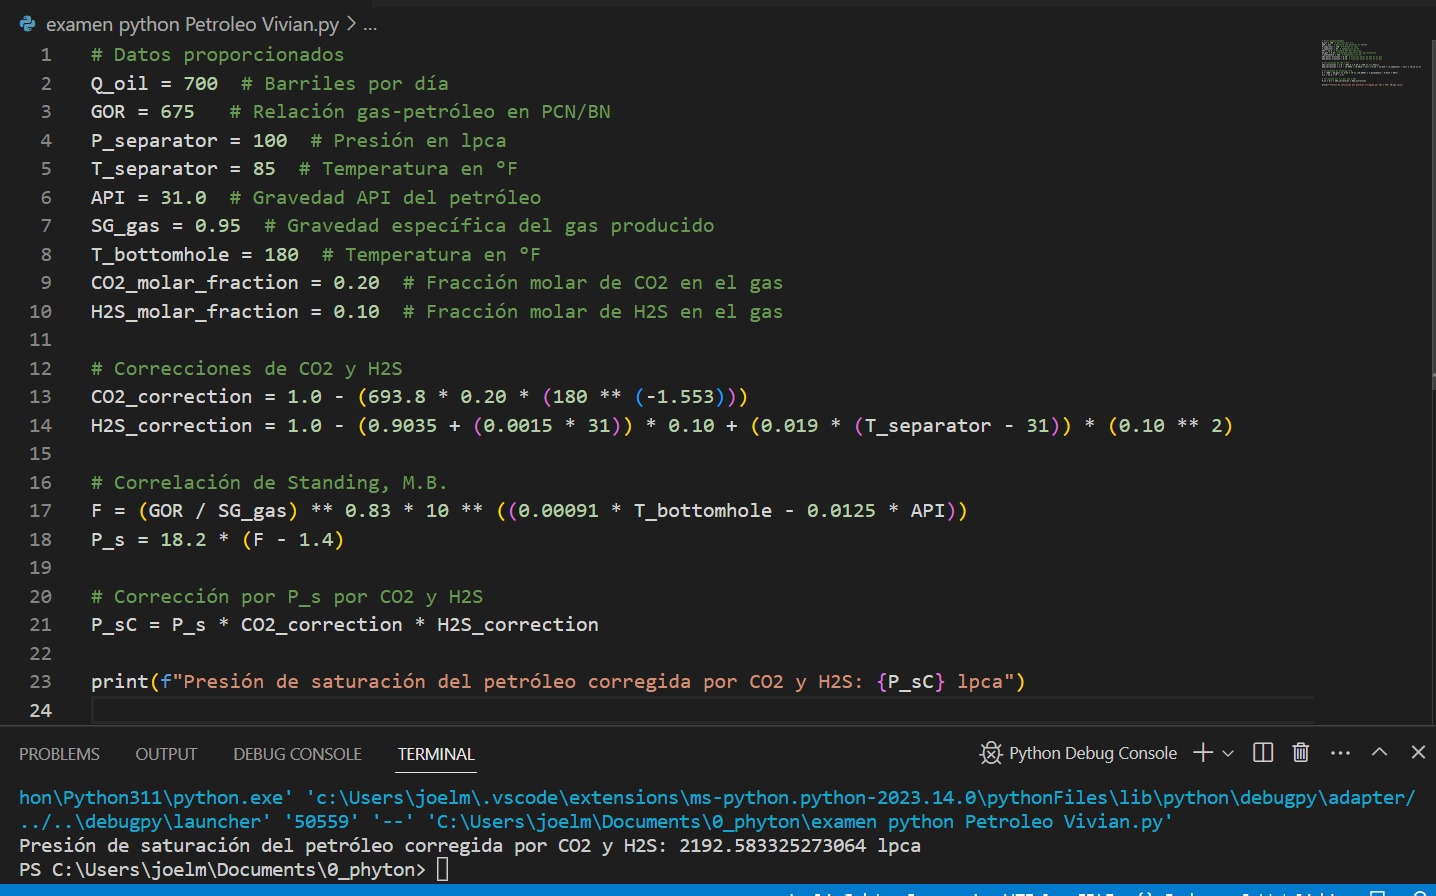 examen python Petroleo Vivian.py > ...
1 # Datos proporcionados
2 Q_oil = 700  # Barriles por día
3 GOR = 675   # Relación gas-petróleo en PCN/BN
4 P_separator = 100  # Presión en lpca
5 T_separator = 85  # Temperatura en °F
6 API = 31.0  # Gravedad API del petróleo
7 SG_gas = 0.95  # Gravedad específica del gas producido
8 T_bottomhole = 180  # Temperatura en °F
9 CO2_molar_fraction = 0.20  # Fracción molar de CO2 en el gas
10 H2S_molar_fraction = 0.10  # Fracción molar de H2S en el gas
11
12 # Correcciones de CO2 y H2S
13 CO2_correction = 1.0 - (693.8 * 0.20 * (180 ** (-1.553)))
14 H2S_correction = 1.0 - (0.9035 + (0.0015 * 31)) * 0.10 + (0.019 * (T_separator - 31)) * (0.10 ** 2)
15
16 # Correlación de Standing, M.B.
17 F = (GOR / SG_gas) ** 0.83 * 10 ** ((0.00091 * T_bottomhole - 0.0125 * API))
18 P_s = 18.2 * (F - 1.4)
19
20 # Corrección por P_s por CO2 y H2S
21 P_sC = P_s * CO2_correction * H2S_correction
22
23 print(f"Presión de saturación del petróleo corregida por CO2 y H2S: {P_sC} lpca")
24
PROBLEMS OUTPUT DEBUG CONSOLE TERMINAL Python Debug Console
hon\Python311\python.exe' 'c:\Users\joelm\.vscode\extensions\ms-python.python-2023.14.0\pythonFiles\lib\python\debugpy\adapter/
../..\debugpy\launcher' '50559' '--' 'C:\Users\joelm\Documents\0_phyton\examen python Petroleo Vivian.py'
Presión de saturación del petróleo corregida por CO2 y H2S: 2192.583325273064 lpca
PS C:\Users\joelm\Documents\0_phyton>